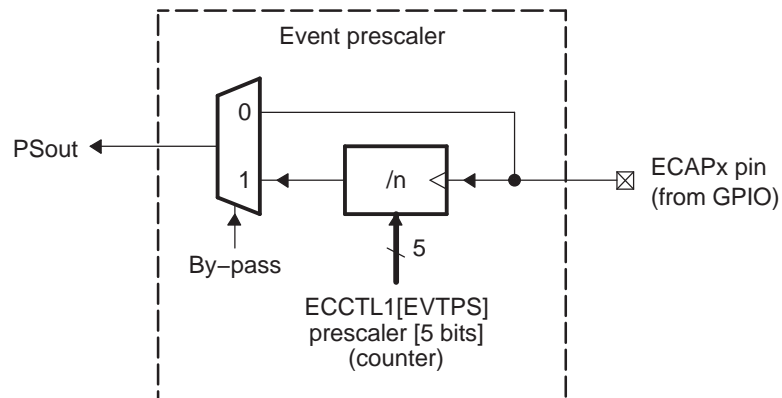 Event prescaler
0
PSout
1
/n
ECAPx pin
(from GPIO)
5
By−pass
ECCTL1[EVTPS]
prescaler [5 bits]
(counter)